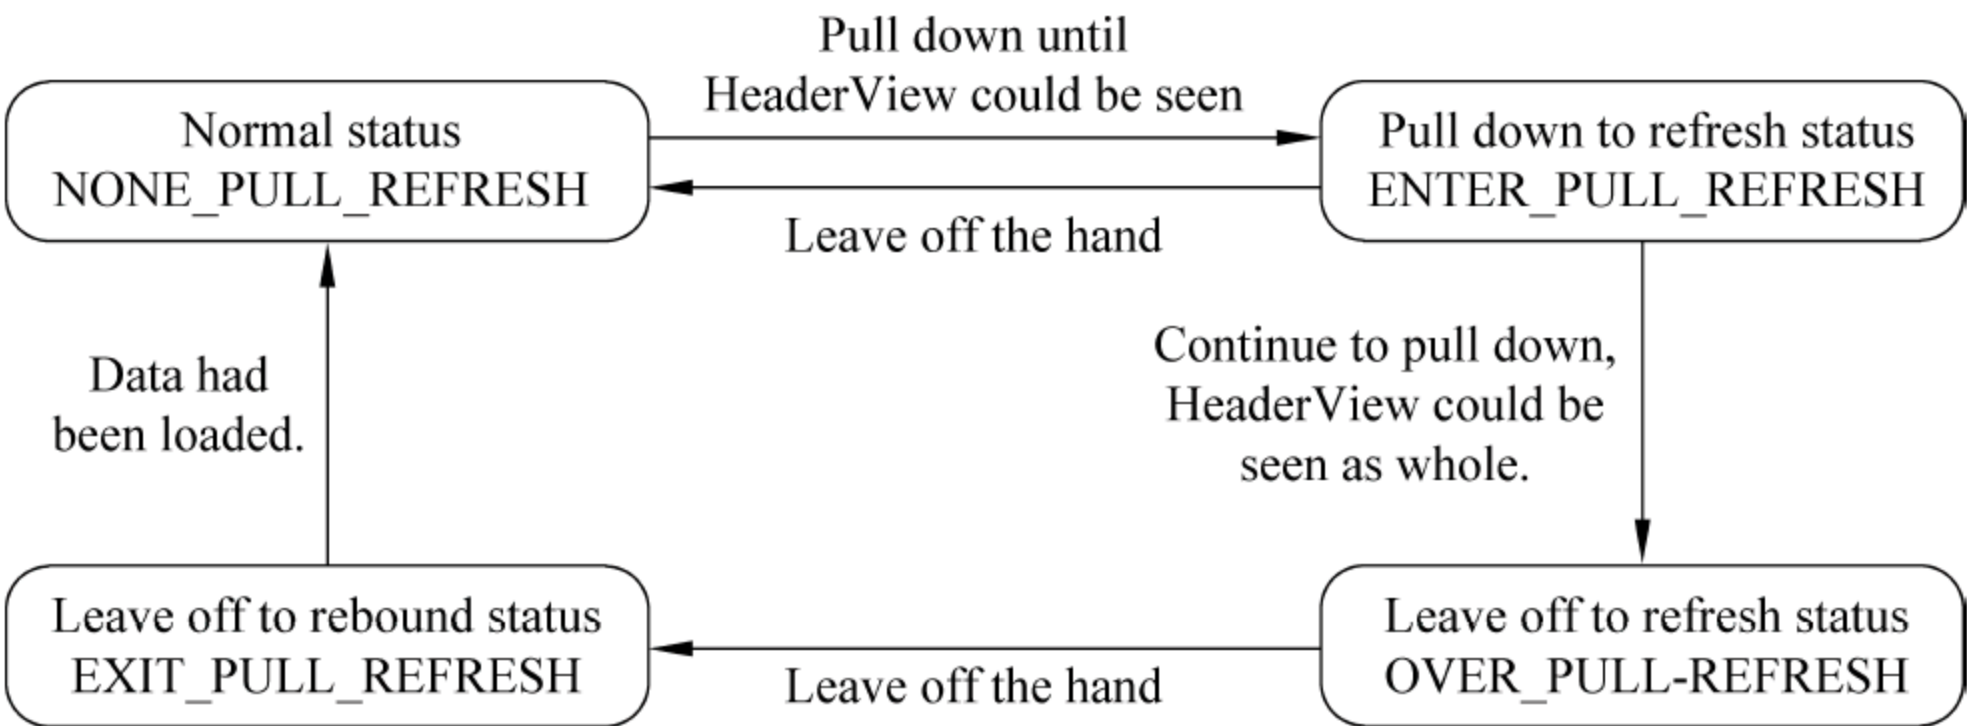 Pull down until
HeaderView could be seen
Normal status
NONE_PULL_REFRESH
Pull down to refresh status
ENTER_PULL_REFRESH
Leave off the hand
Data had
been loaded.
Continue to pull down,
HeaderView could be
seen as whole.
Leave off to rebound status
EXIT_PULL_REFRESH
Leave off to refresh status
OVER_PULL-REFRESH
Leave off the hand